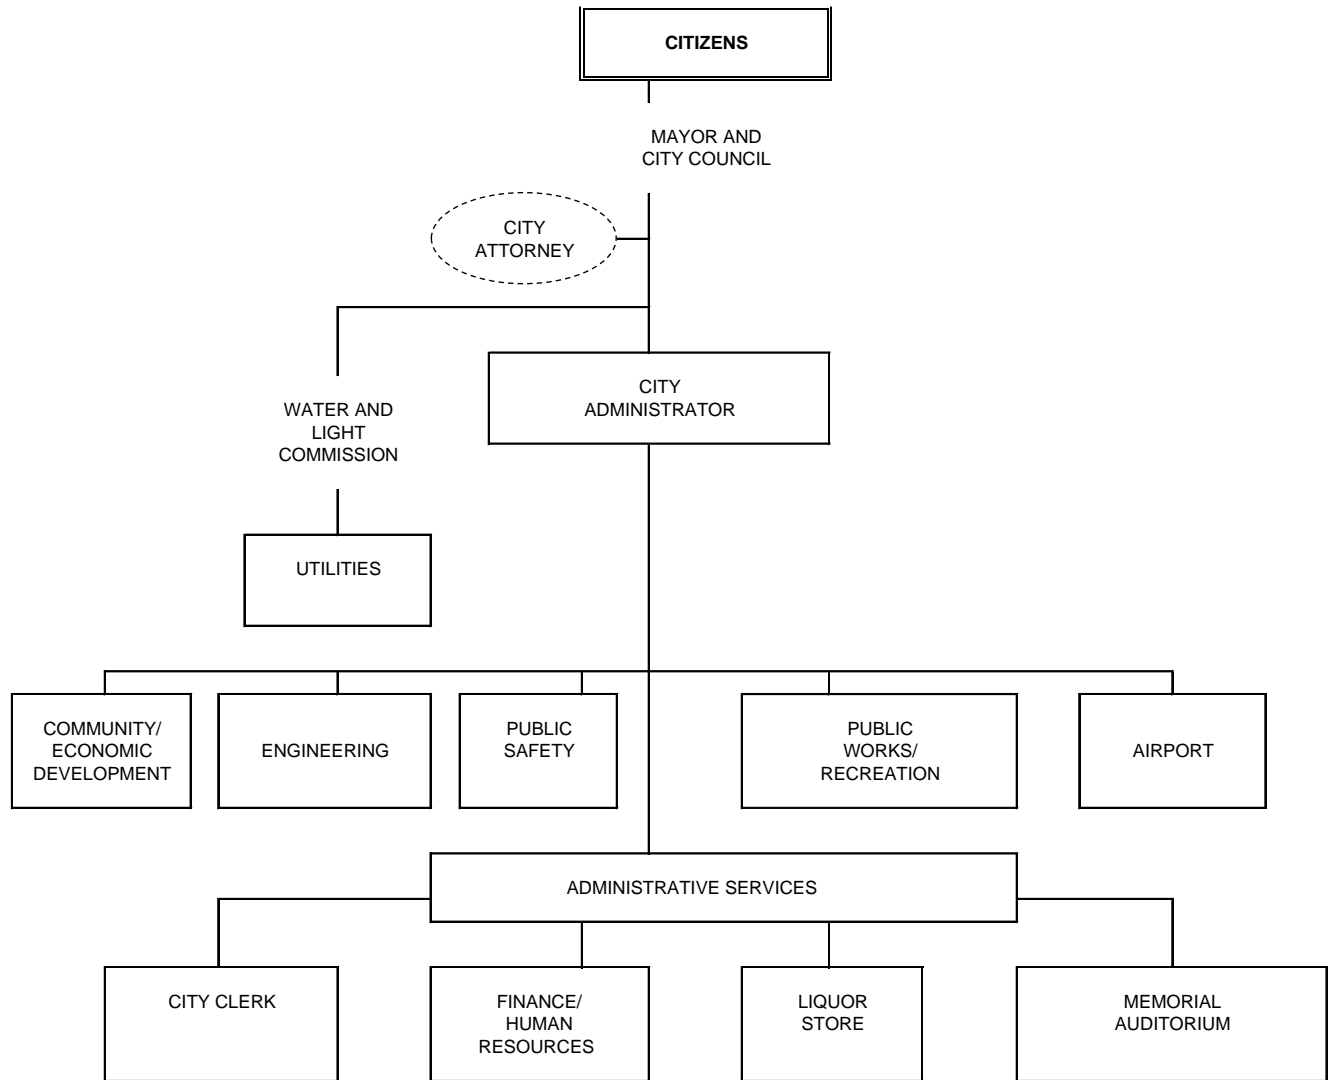 CITIZENS
MAYOR AND
CITY COUNCIL
CITY
ATTORNEY
CITY
ADMINISTRATOR
WATER AND
LIGHT
COMMISSION
UTILITIES
COMMUNITY/
ECONOMIC
DEVELOPMENT
ENGINEERING
PUBLIC
SAFETY
PUBLIC
WORKS/
RECREATION
AIRPORT
ADMINISTRATIVE SERVICES
CITY CLERK
FINANCE/
HUMAN
RESOURCES
LIQUOR
STORE
MEMORIAL
AUDITORIUM